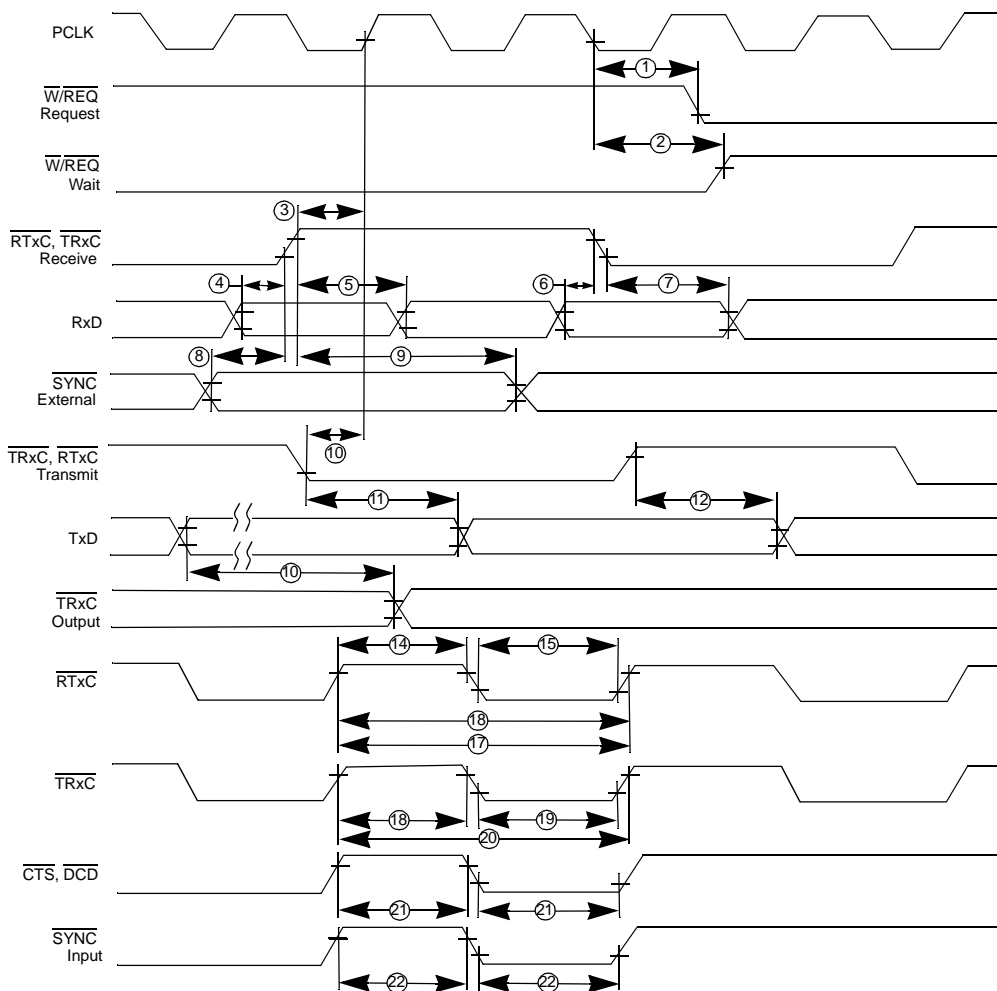 PCLK
①
W/REQ
Request
②
W/REQ
Wait
③
RTxC, TRxC
Receive
④ ⑤ ⑥ ⑦
RxD
⑧ ⑨
SYNC
External
⑩
TRxC, RTxC
Transmit
⑪ ⑫
TxD
⑩
TRxC
Output
⑭ ⑮
RTxC
⑱
⑰
TRxC
⑱ ⑲
⑳
CTS, DCD
㉑ ㉑
SYNC
Input
㉒ ㉒